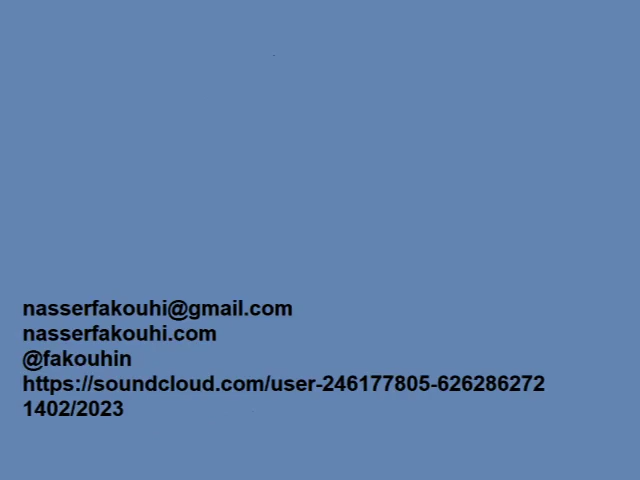 nasserfakouhi@gmail.com
nasserfakouhi.com
@fakouhin
https://soundcloud.com/user-246177805-626286272
1402/2023